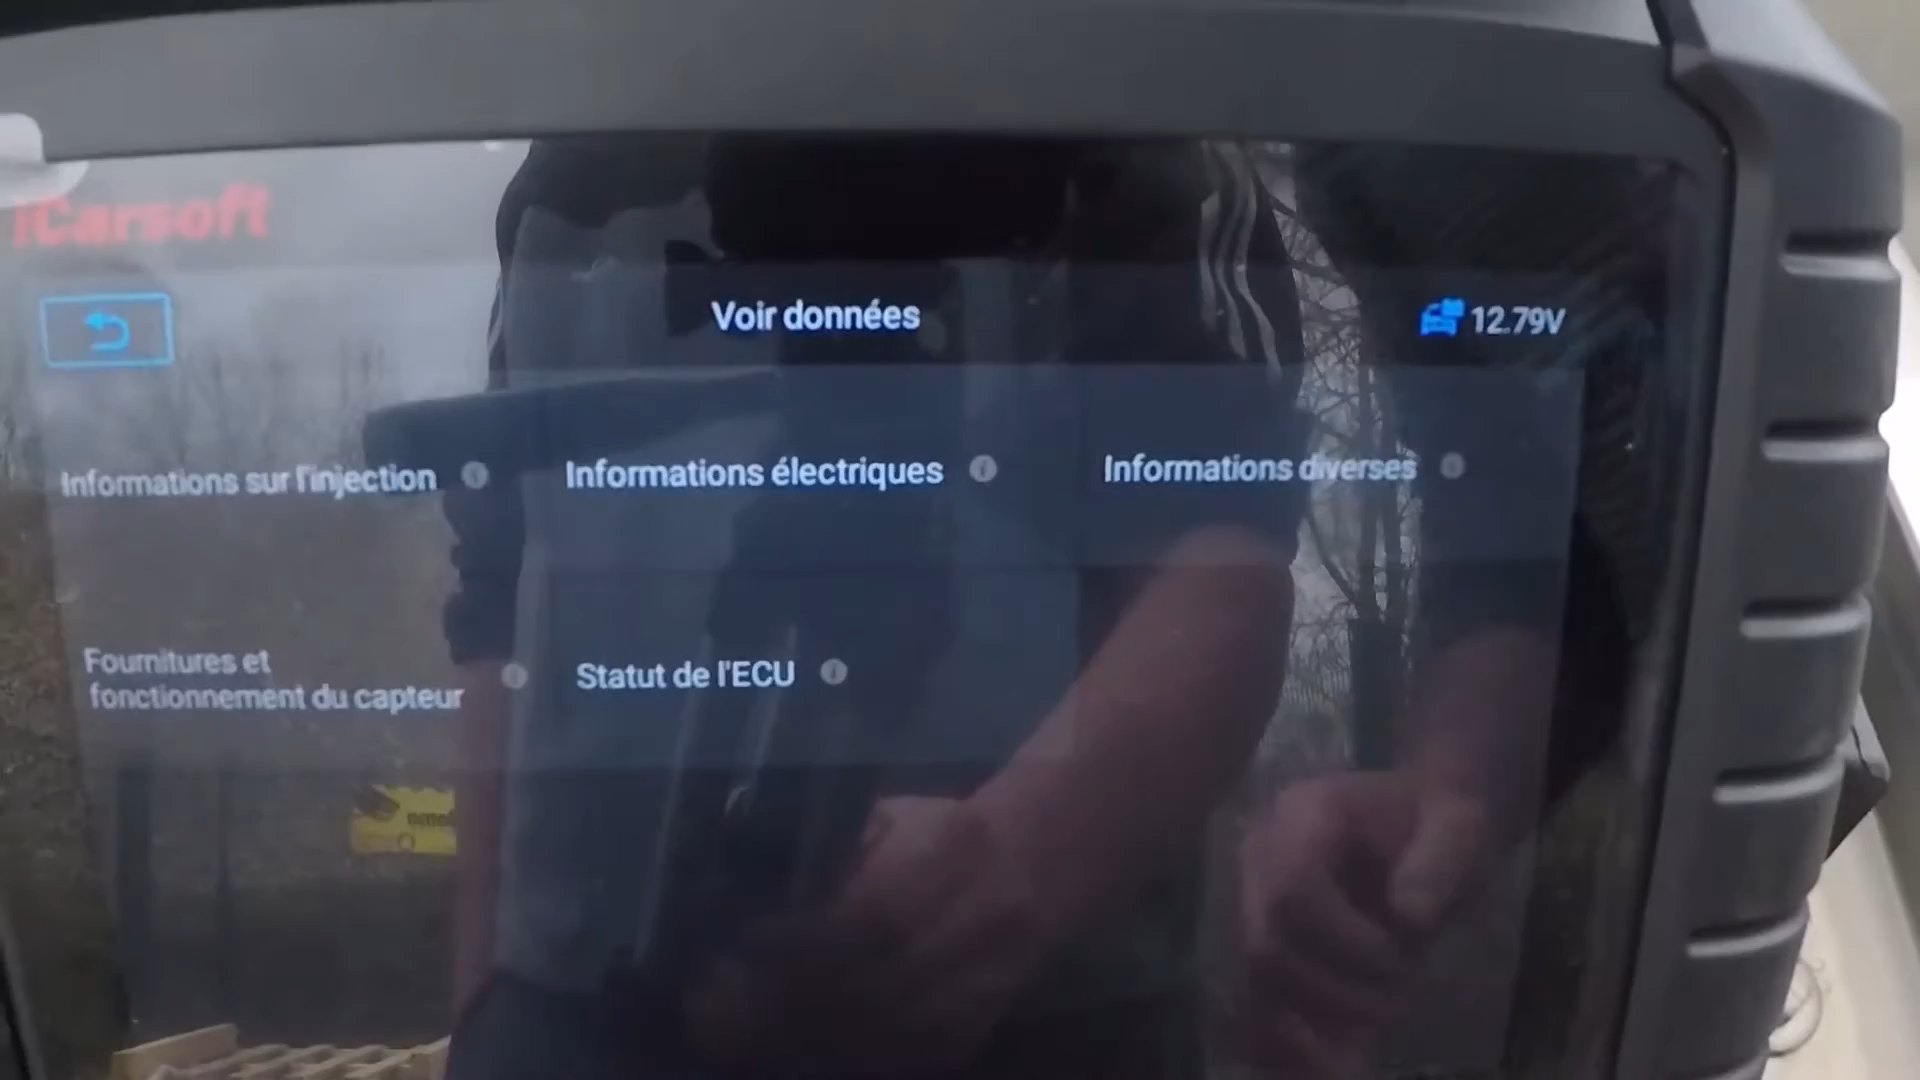 iCarsoft
Voir données
12.79V
Informations sur l'injection
Informations électriques
Informations diverses
Fournitures et
fonctionnement du capteur
Statut de l'ECU